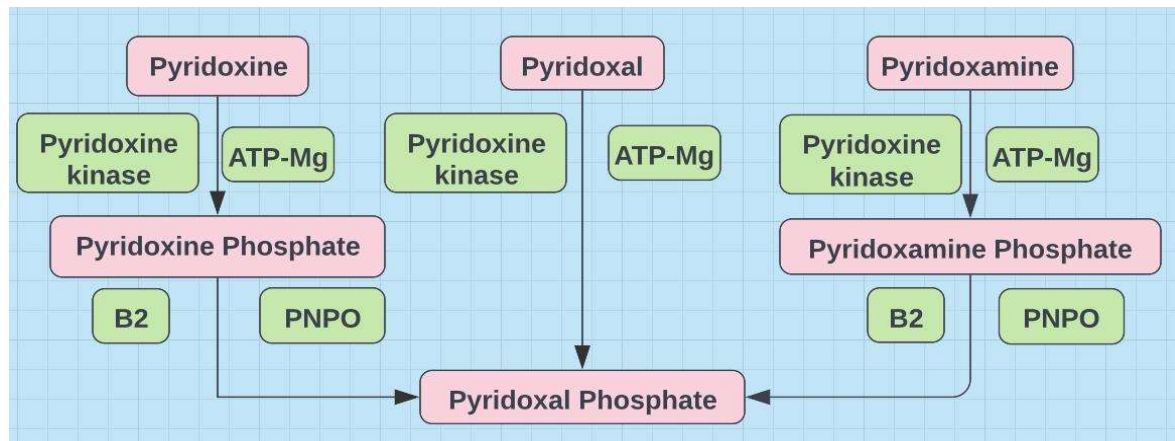 Pyridoxine
Pyridoxal
Pyridoxamine
Pyridoxine
kinase
ATP-Mg
Pyridoxine
kinase
ATP-Mg
Pyridoxine
kinase
ATP-Mg
Pyridoxine Phosphate
Pyridoxamine Phosphate
B2
PNPO
B2
PNPO
Pyridoxal Phosphate